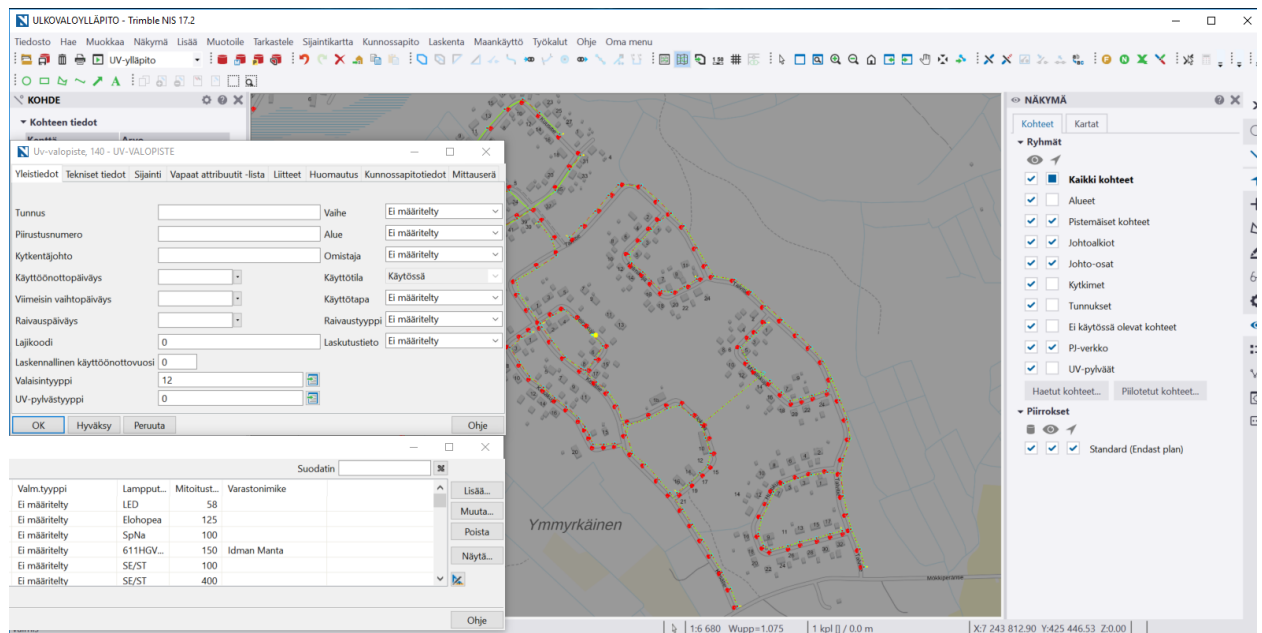 ULKOVALOYLLÄPITO - Trimble NIS 17.2
Tiedosto Hae Muokkaa Näkymä Lisää Muotoile Tarkastele Sijaintikartta Kunnossapito Laskenta Maankäyttö Työkalut Ohje Oma menu
UV-ylläpito
KOHDE
Kohteen tiedot
Kenttä Arvo
Uv-valopiste, 140 - UV-VALOPISTE
Yleistiedot Tekniset tiedot Sijainti Vapaat attribuutit -lista Liitteet Huomautus Kunnossapitotiedot Mittauserä
Tunnus Vaihe Ei määritelty
Piirustusnumero Alue Ei määritelty
Kytkentäjohto Omistaja Ei määritelty
Käyttöönottopäiväys Käyttötila Käytössä
Viimeisin vaihtopäiväys Käyttötapa Ei määritelty
Raivauspäiväys Raivaustyyppi Ei määritelty
Lajikoodi 0 Laskutustieto Ei määritelty
Laskennallinen käyttöönottovuosi 0
Valaisintyyppi 12
UV-pylvästyyppi 0
OK Hyväksy Peruuta Ohje
Suodatin
Valm.tyyppi Lampput... Mitoitust... Varastonimike
Ei määritelty LED 58
Ei määritelty Elohopea 125
Ei määritelty SpNa 100
Ei määritelty 611HGV... 150 Idman Manta
Ei määritelty SE/ST 100
Ei määritelty SE/ST 400
Lisää...
Muuta...
Poista
Näytä...
Ohje
Ymmyrkäinen
NÄKYMÄ
Kohteet Kartat
Ryhmät
Kaikki kohteet
Alueet
Pistemäiset kohteet
Johtoalkiot
Johto-osat
Kytkimet
Tunnukset
Ei käytössä olevat kohteet
PJ-verkko
UV-pylväät
Haetut kohteet... Piilotetut kohteet...
Piirrokset
Standard (Endast plan)
1:6 680 Wupp=1.075 1 kpl [] / 0.0 m X:7 243 812.90 Y:425 446.53 Z:0.00